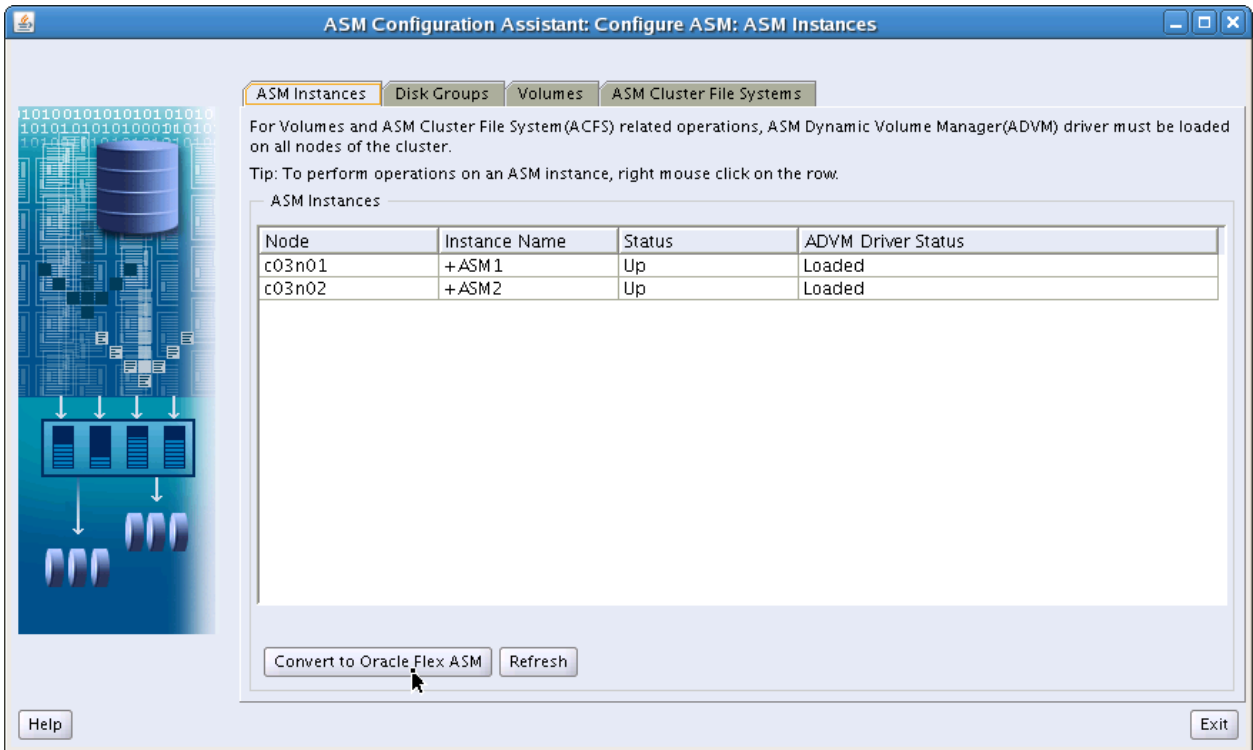 ASM Configuration Assistant: Configure ASM: ASM Instances
ASM Instances Disk Groups Volumes ASM Cluster File Systems
For Volumes and ASM Cluster File System(ACFS) related operations, ASM Dynamic Volume Manager(ADVM) driver must be loaded
on all nodes of the cluster.
Tip: To perform operations on an ASM instance, right mouse click on the row.
ASM Instances
Node Instance Name Status ADVM Driver Status
c03n01 +ASM1 Up Loaded
c03n02 +ASM2 Up Loaded
Convert to Oracle Flex ASM Refresh
Help Exit